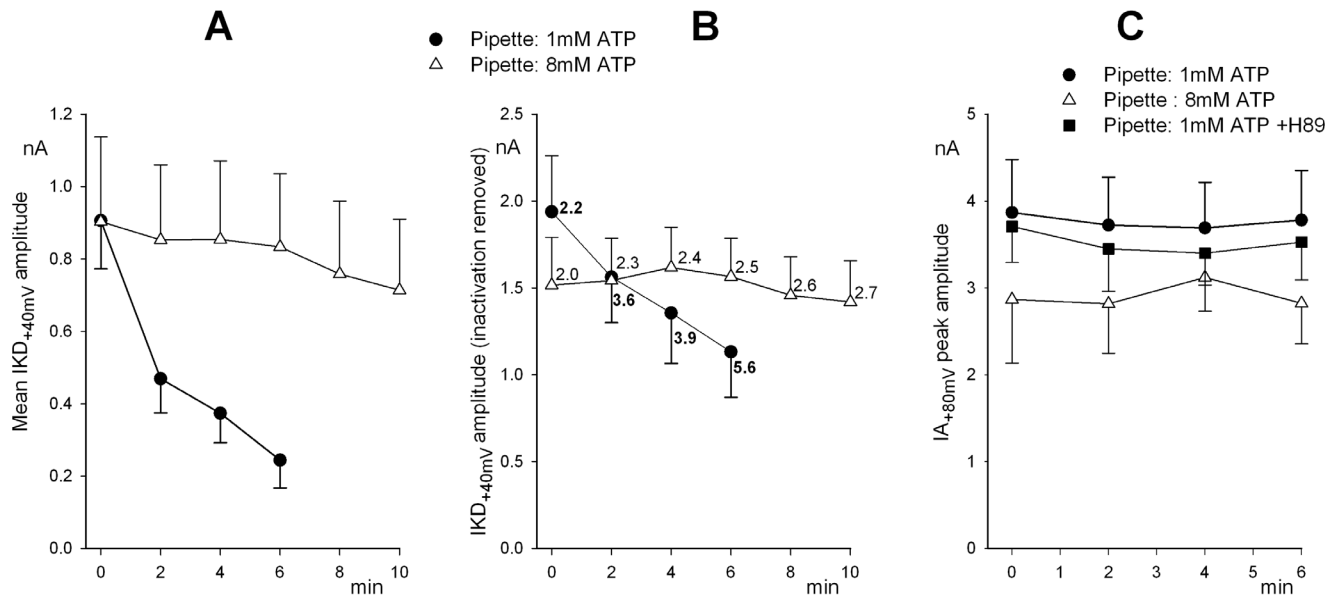 A
B
C
Pipette: 1mM ATP
Pipette: 8mM ATP
Pipette: 1mM ATP
Pipette : 8mM ATP
Pipette: 1mM ATP +H89
Mean IKD+40mV amplitude
nA
1.2
1.0
0.8
0.6
0.4
0.2
0.0
0 2 4 6 8 10
min
IKD+40mV amplitude (inactivation removed)
nA
2.5
2.0
1.5
1.0
0.5
0.0
2.2
2.0
2.3
2.4
2.5
2.6
2.7
3.6
3.9
5.6
0 2 4 6 8 10
min
IA+80mV peak amplitude
nA
5
4
3
2
1
0
0 1 2 3 4 5 6
min